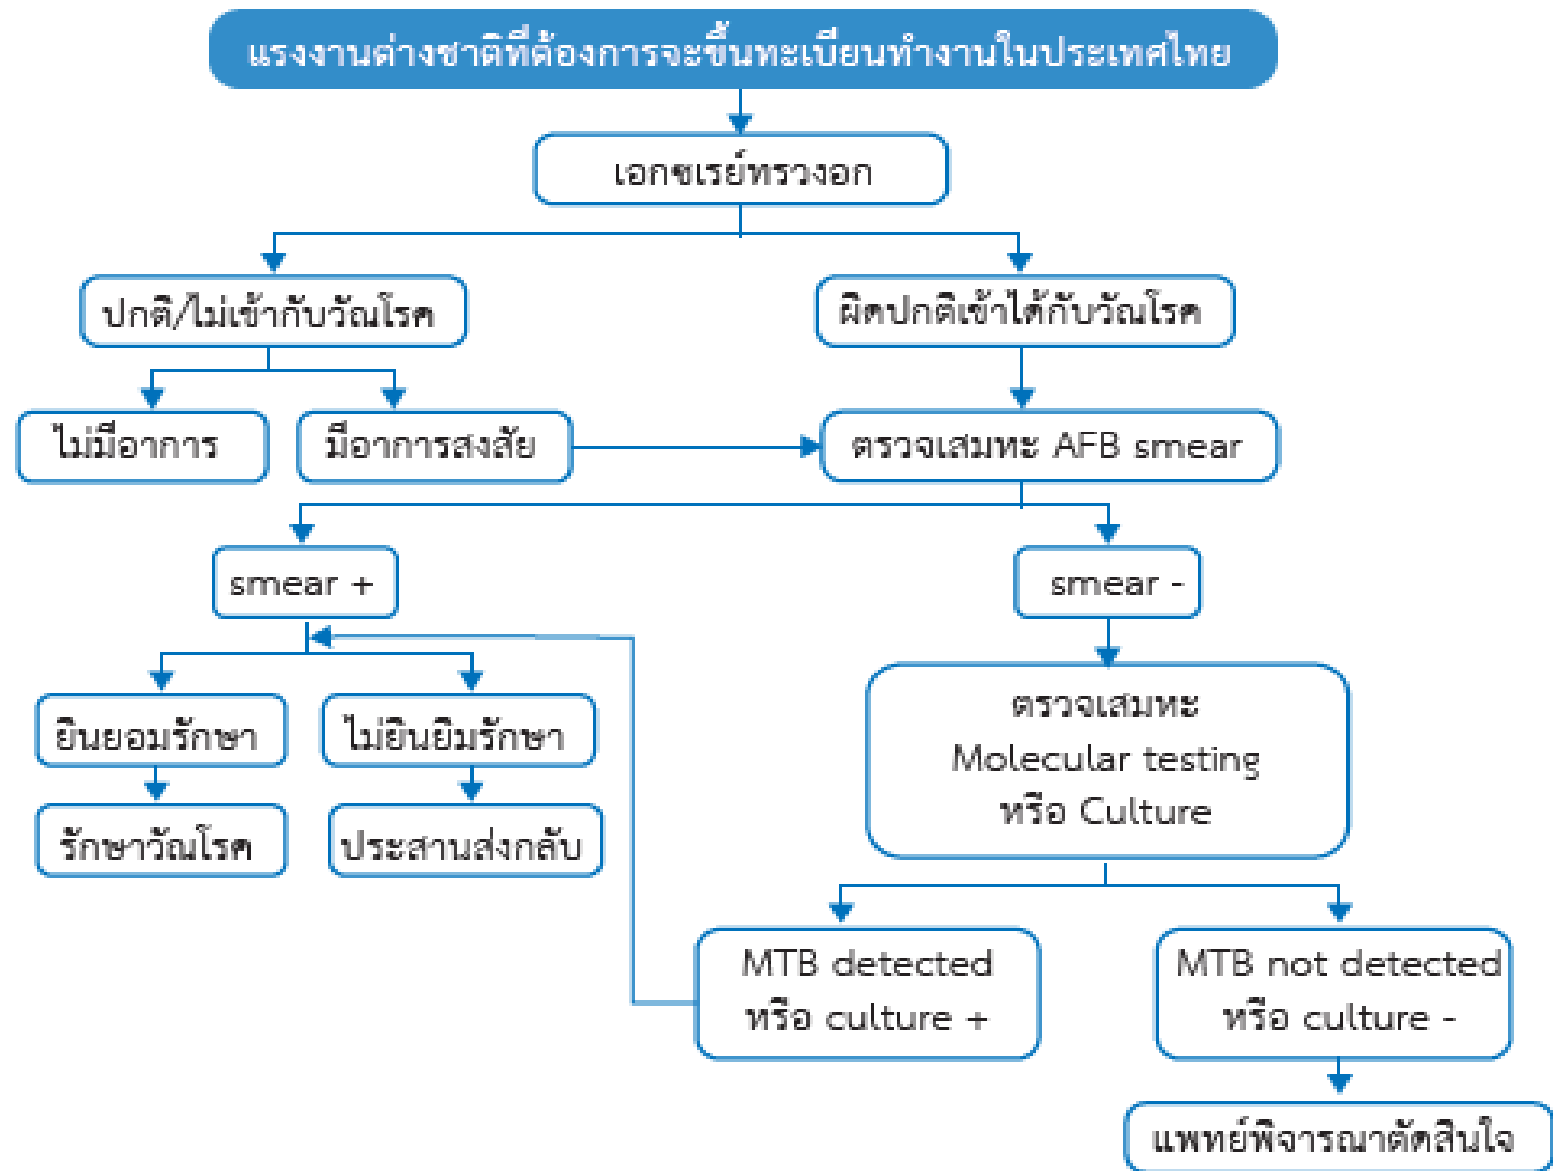 แรงงานต่างชาติที่ต้องการจะขึ้นทะเบียนทำงานในประเทศไทย
เอกซเรย์ทรวงอก
ปกติ/ไม่เข้ากับวัณโรค
ผิดปกติเข้าได้กับวัณโรค
ไม่มีอาการ
มีอาการสงสัย
ตรวจเสมหะ AFB smear
smear +
smear -
ยินยอมรักษา
ไม่ยินยิมรักษา
ตรวจเสมหะ
Molecular testing
หรือ Culture
รักษาวัณโรค
ประสานส่งกลับ
MTB detected
หรือ culture +
MTB not detected
หรือ culture -
แพทย์พิจารณาตัดสินใจ